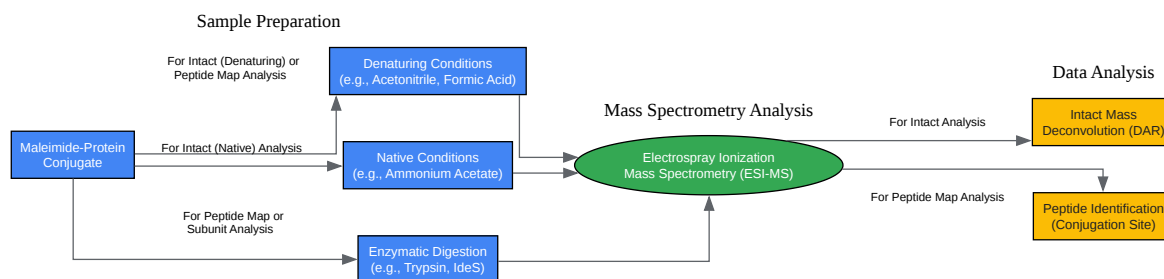 Sample Preparation
For Intact (Denaturing) or
Peptide Map Analysis
Denaturing Conditions
(e.g., Acetonitrile, Formic Acid)
Data Analysis
Mass Spectrometry Analysis
Intact Mass
Deconvolution (DAR)
For Intact Analysis
Maleimide-Protein
Conjugate
For Intact (Native) Analysis
Native Conditions
(e.g., Ammonium Acetate)
Electrospray Ionization
Mass Spectrometry (ESI-MS)
For Peptide Map Analysis
Peptide Identification
(Conjugation Site)
For Peptide Map or
Subunit Analysis
Enzymatic Digestion
(e.g., Trypsin, IdeS)